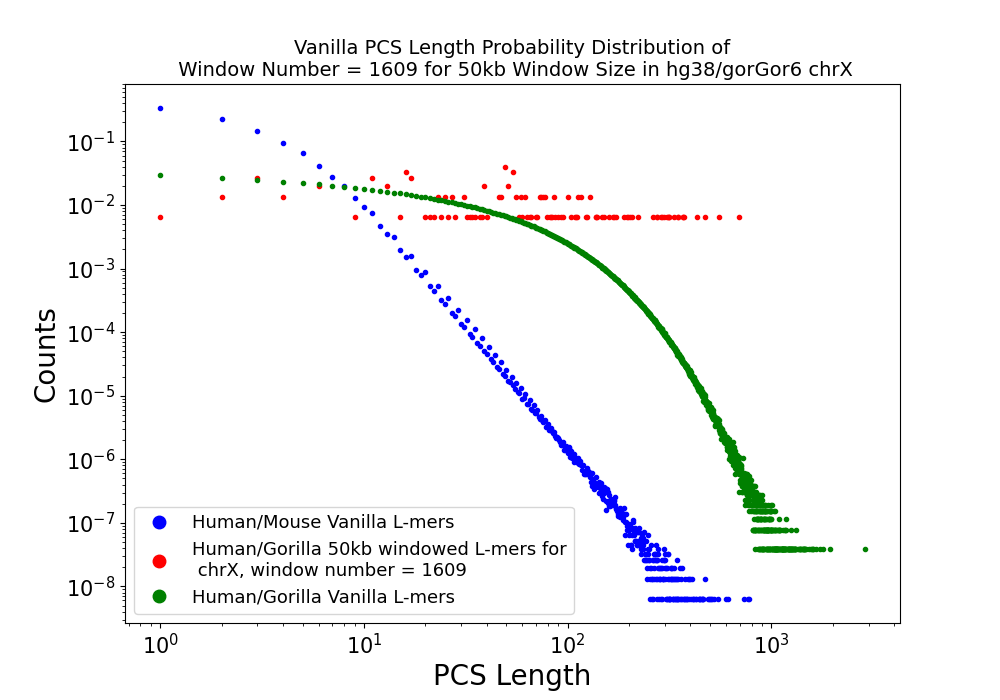 Vanilla PCS Length Probability Distribution of
Window Number = 1609 for 50kb Window Size in hg38/gorGor6 chrX
Counts
10⁻¹
10⁻²
10⁻³
10⁻⁴
10⁻⁵
10⁻⁶
10⁻⁷
10⁻⁸
Human/Mouse Vanilla L-mers
Human/Gorilla 50kb windowed L-mers for
chrX, window number = 1609
Human/Gorilla Vanilla L-mers
10⁰ 10¹ 10² 10³
PCS Length